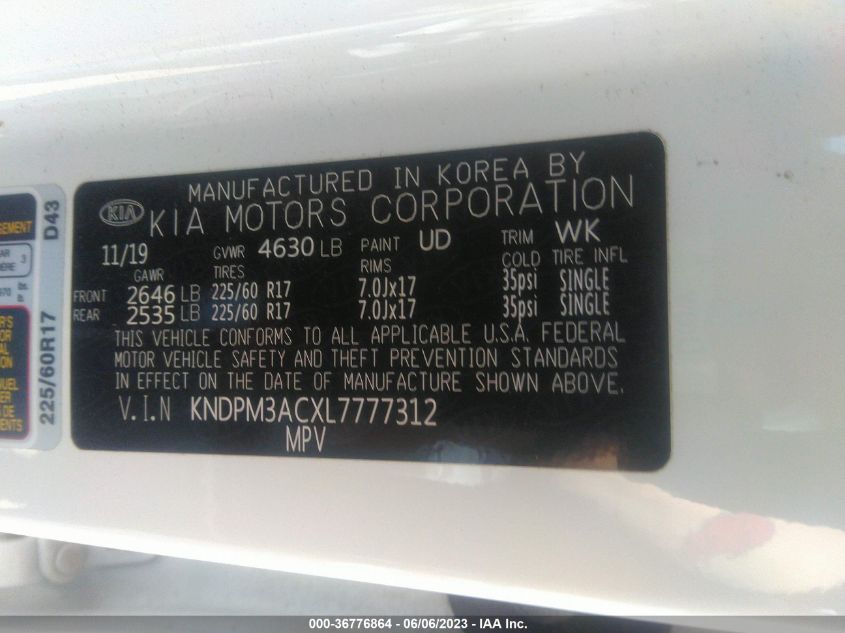 MANUFACTURED IN KOREA BY
KIA KIA MOTORS CORPORATION
11/19 GVWR 4630 LB PAINT UD TRIM WK
GAWR TIRES RIMS COLD TIRE INFL
FRONT 2646 LB 225/60 R17 7.0Jx17 35psi SINGLE
REAR 2535 LB 225/60 R17 7.0Jx17 35psi SINGLE
THIS VEHICLE CONFORMS TO ALL APPLICABLE U.S.A. FEDERAL
MOTOR VEHICLE SAFETY AND THEFT PREVENTION STANDARDS
IN EFFECT ON THE DATE OF MANUFACTURE SHOWN ABOVE.
V.I.N KNDPM3ACXL7777312
MPV
225/60R17 D43
000-36776864 - 06/06/2023 - IAA Inc.